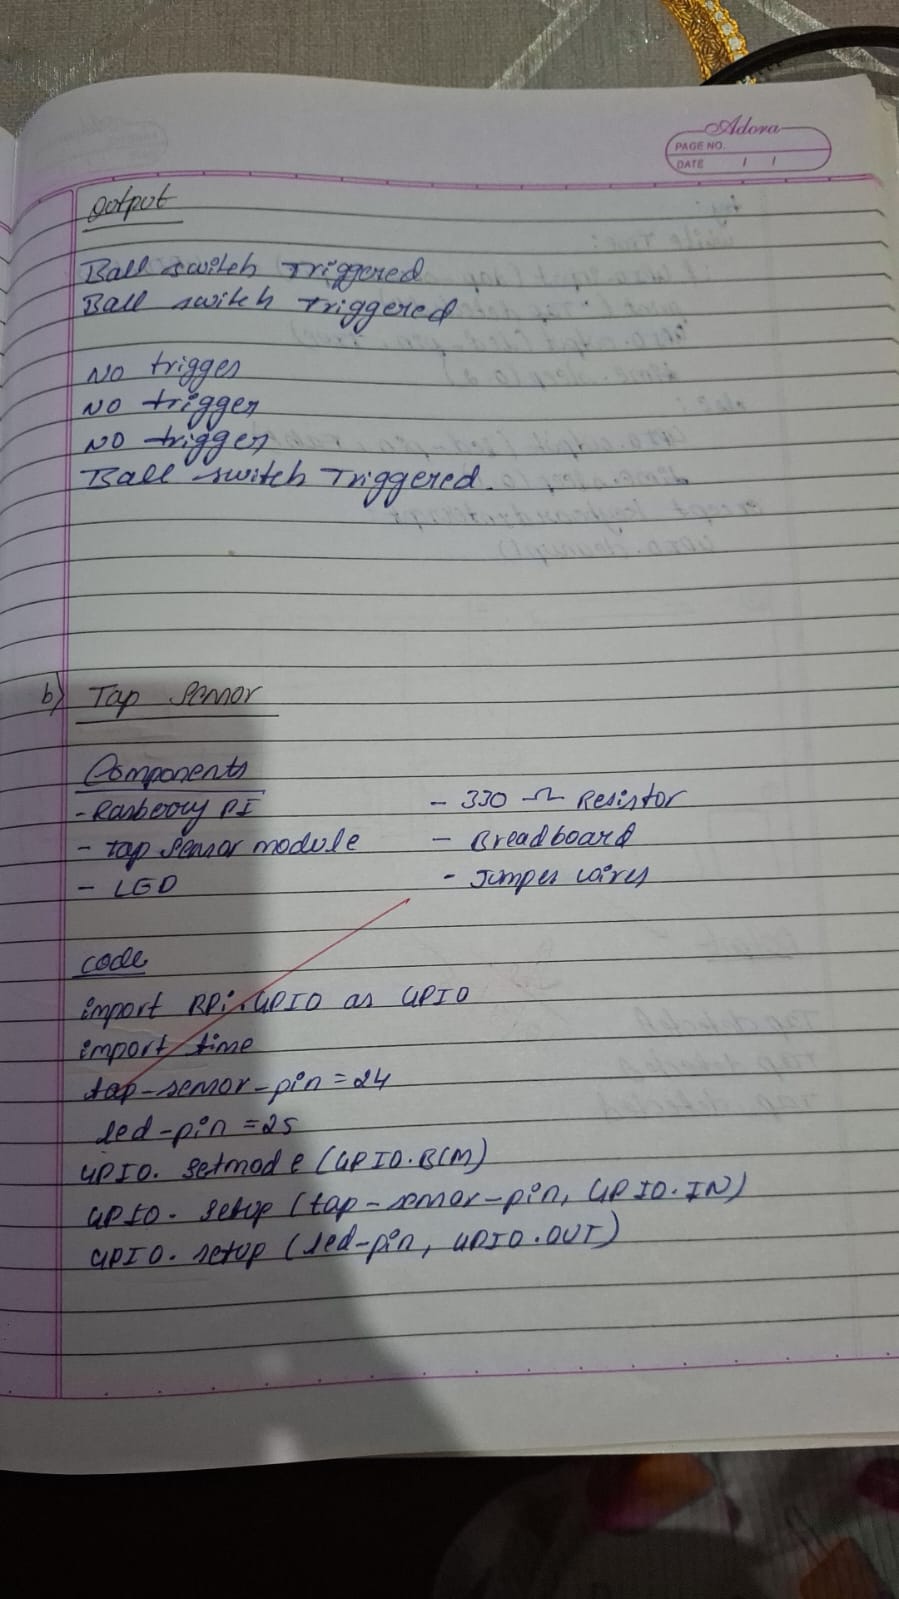 Adora
PAGE NO.
DATE / /
Output
Ball switch Triggered
Ball switch triggered
NO trigger
NO trigger
NO trigger
Ball switch Triggered.
b) Tap Sensor
Components
- Rasberry PI
- 330 Ω Resistor
- tap sensor module
- Breadboard
- LED
- Jumper wires
code
import RPi.GPIO as GPIO
import time
tap-sensor-pin = 24
led-pin = 25
GPIO. setmode (GPIO.BCM)
GPIO. setup (tap-sensor-pin, GPIO.IN)
GPIO. setup (led-pin, GPIO.OUT)